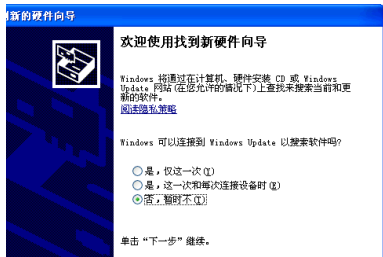 到新的硬件向导
欢迎使用找到新硬件向导
Windows 将通过在计算机、硬件安装 CD 或 Windows
Update 网站(在您允许的情况下)上查找来搜索当前和更
新的软件。
阅读隐私策略
Windows 可以连接到 Windows Update 以搜索软件吗?
是，仅这一次(Y)
是，这一次和每次连接设备时(E)
否，暂时不(T)
单击“下一步”继续。